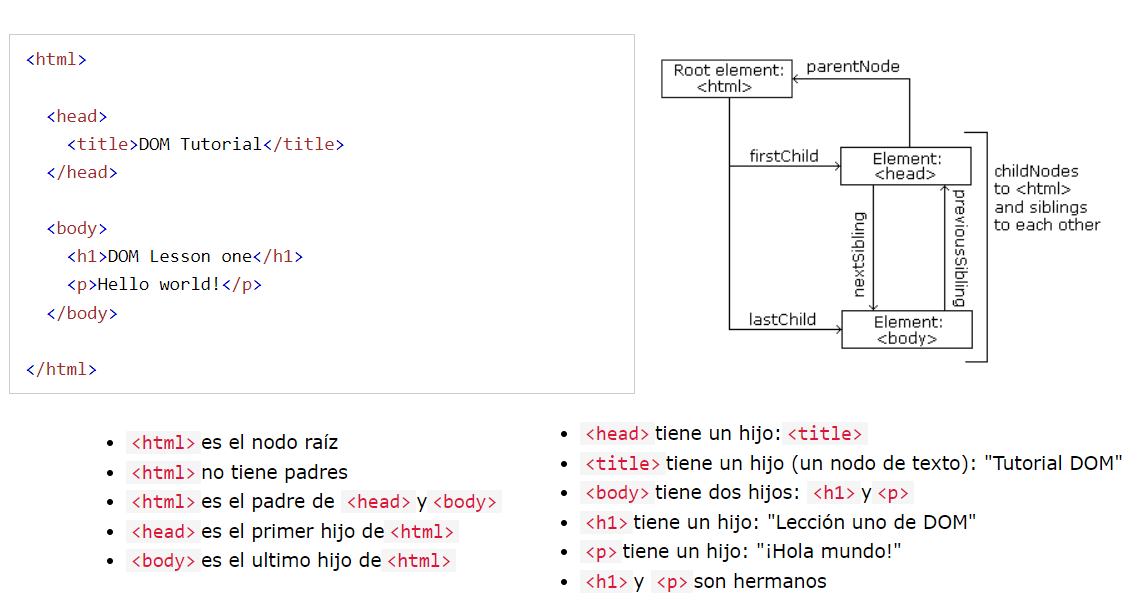 <html>
<head>
<title>DOM Tutorial</title>
</head>
<body>
<h1>DOM Lesson one</h1>
<p>Hello world!</p>
</body>
</html>
Root element:
<html>
parentNode
firstChild
Element:
<head>
nextSibling
previousSibling
lastChild
Element:
<body>
childNodes
to <html>
and siblings
to each other
• <html> es el nodo raíz
• <html> no tiene padres
• <html> es el padre de <head> y <body>
• <head> es el primer hijo de <html>
• <body> es el ultimo hijo de <html>
• <head> tiene un hijo: <title>
• <title> tiene un hijo (un nodo de texto): "Tutorial DOM"
• <body> tiene dos hijos: <h1> y <p>
• <h1> tiene un hijo: "Lección uno de DOM"
• <p> tiene un hijo: "¡Hola mundo!"
• <h1> y <p> son hermanos